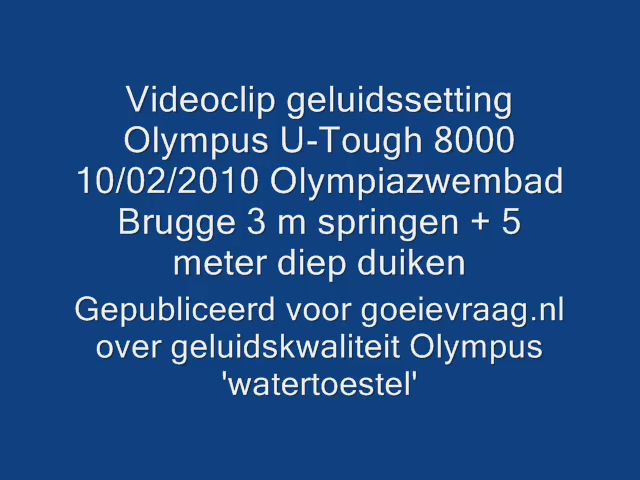 Videoclip geluidssetting
Olympus U-Tough 8000
10/02/2010 Olympiazwembad
Brugge 3 m springen + 5
meter diep duiken
Gepubliceerd voor goeievraag.nl
over geluidskwaliteit Olympus
'watertoestel'